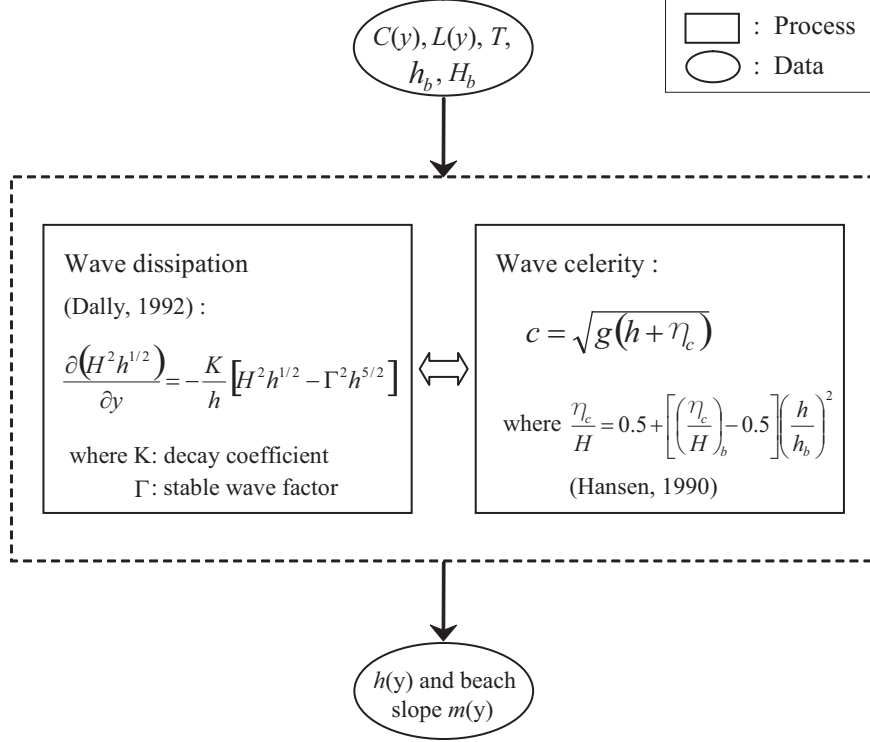 C(y), L(y), T,
h_b, H_b
: Process
: Data
Wave dissipation
(Dally, 1992) :
∂(H²h^{1/2})/∂y = −K/h [H²h^{1/2} − Γ²h^{5/2}]
where K: decay coefficient
Γ: stable wave factor
Wave celerity :
c = √(g(h + η_c))
where η_c/H = 0.5 + [(η_c/H)_b − 0.5](h/h_b)²
(Hansen, 1990)
h(y) and beach
slope m(y)